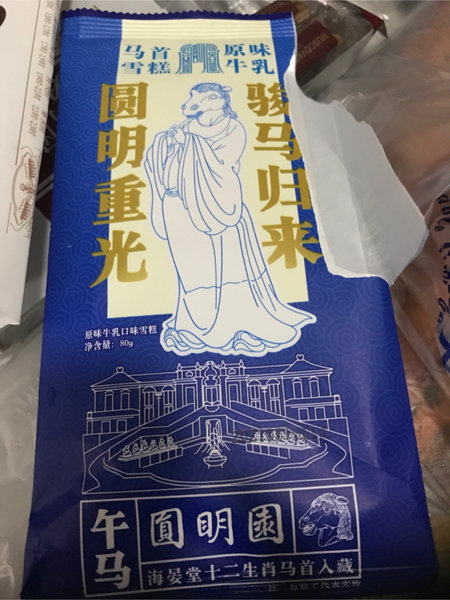 马首
雪糕
原味
牛乳
圆明重光
骏马归来
原味牛乳口味雪糕
净含量：80g
午马
圓明園
海晏堂十二生肖马首入藏